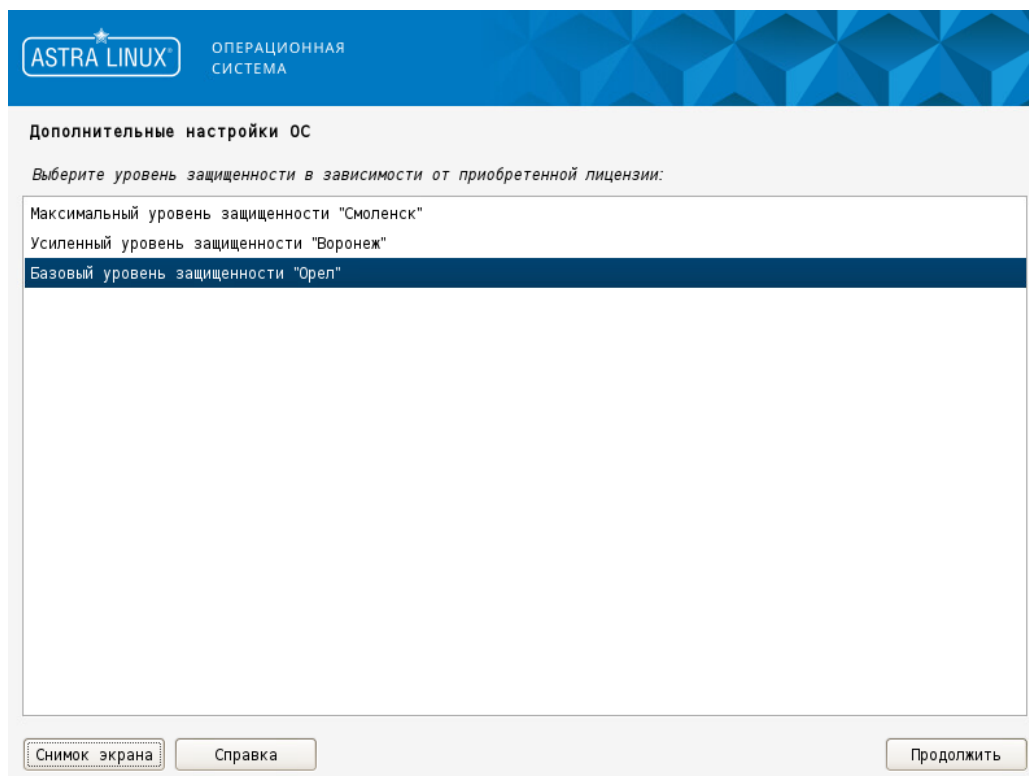 ASTRA LINUX®
ОПЕРАЦИОННАЯ
СИСТЕМА
Дополнительные настройки ОС
Выберите уровень защищенности в зависимости от приобретенной лицензии:
Максимальный уровень защищенности "Смоленск"
Усиленный уровень защищенности "Воронеж"
Базовый уровень защищенности "Орел"
Снимок экрана
Справка
Продолжить